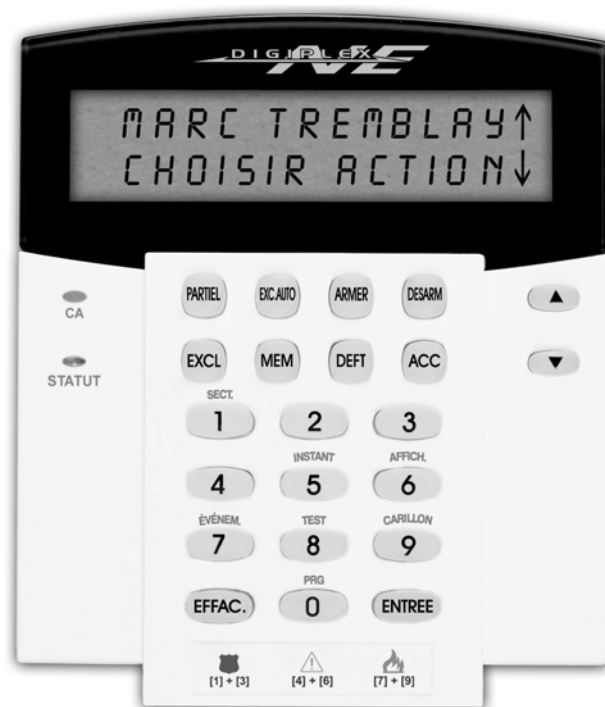 DIGIPLEX
NE
MARC TREMBLAY↑
CHOISIR ACTION↓
CA
STATUT
PARTIEL EXC.AUTO ARMER DESARM
▲
EXCL MEM DEFT ACC
▼
SECT.
1 2 3
INSTANT AFFICH.
4 5 6
ÉVÉNEM. TEST CARILLON
7 8 9
PRG
EFFAC. 0 ENTREE
[1] + [3] [4] + [6] [7] + [9]